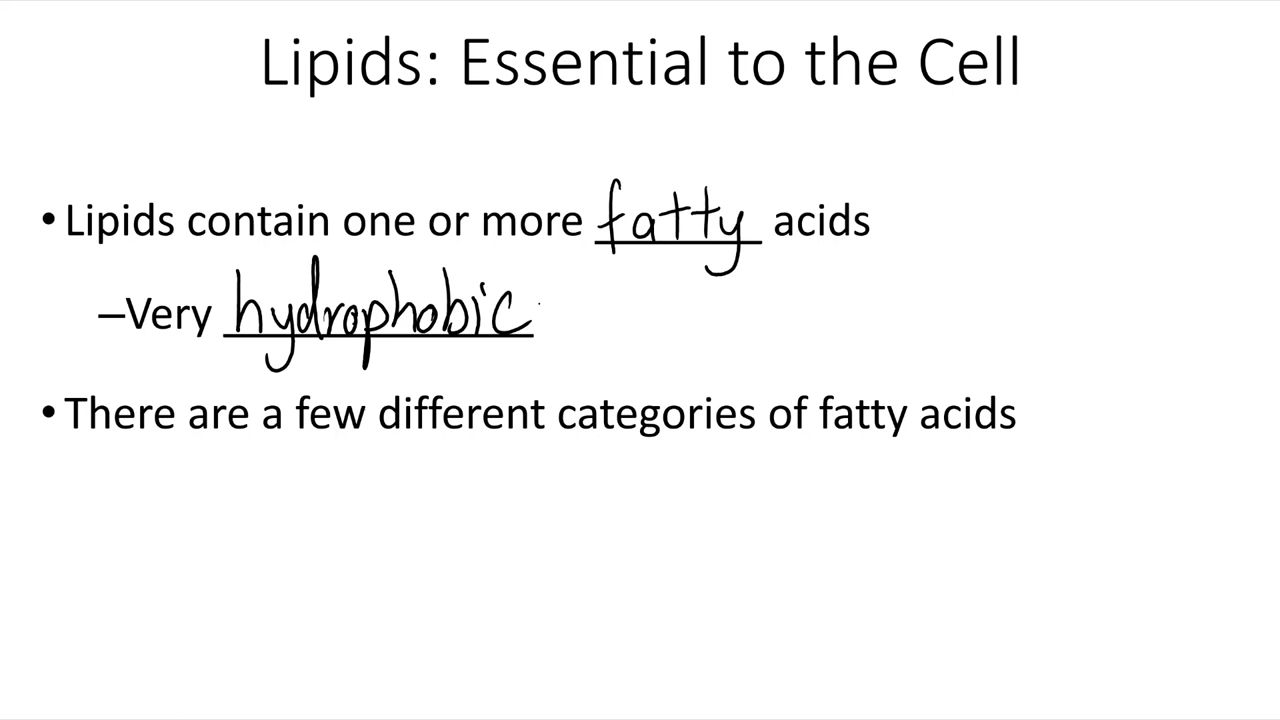 Lipids: Essential to the Cell
•Lipids contain one or more fatty acids
–Very hydrophobic
•There are a few different categories of fatty acids